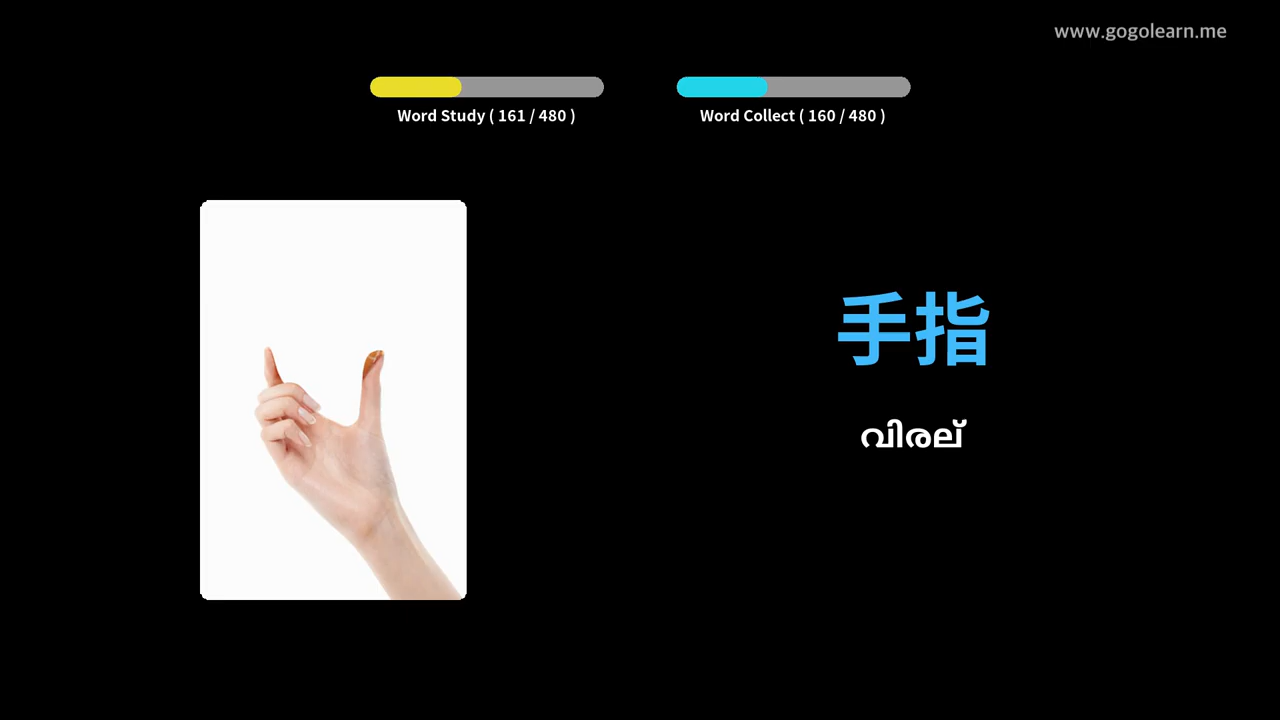 www.gogolearn.me
Word Study ( 161 / 480 )
Word Collect ( 160 / 480 )
手指
വിരല്